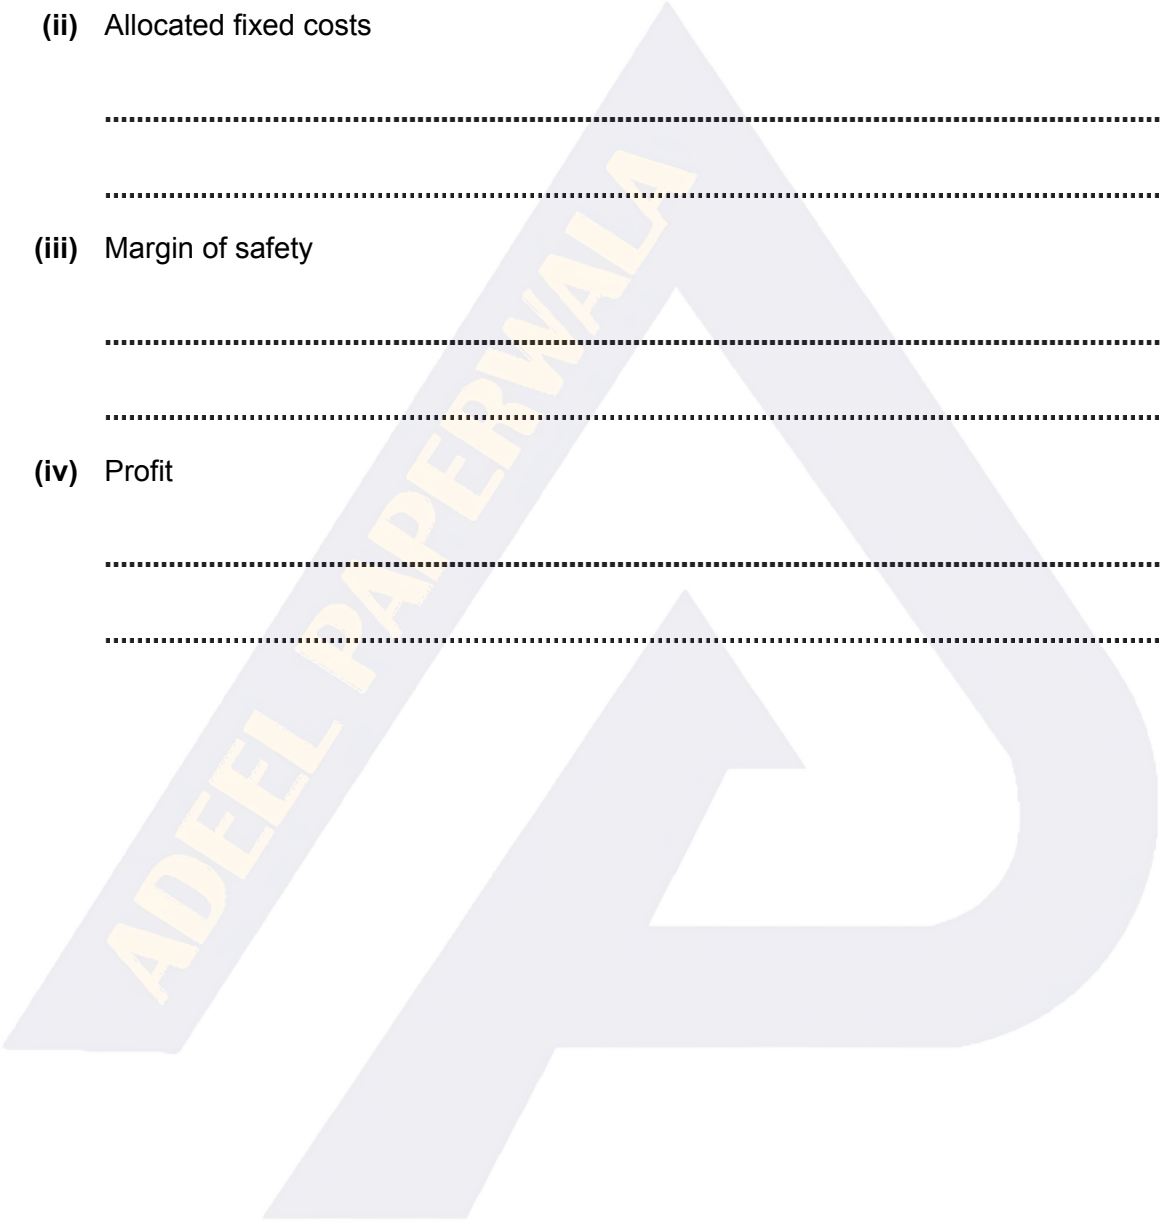 (ii) Allocated fixed costs
(iii) Margin of safety
(iv) Profit
ADEEL PAPERWALA